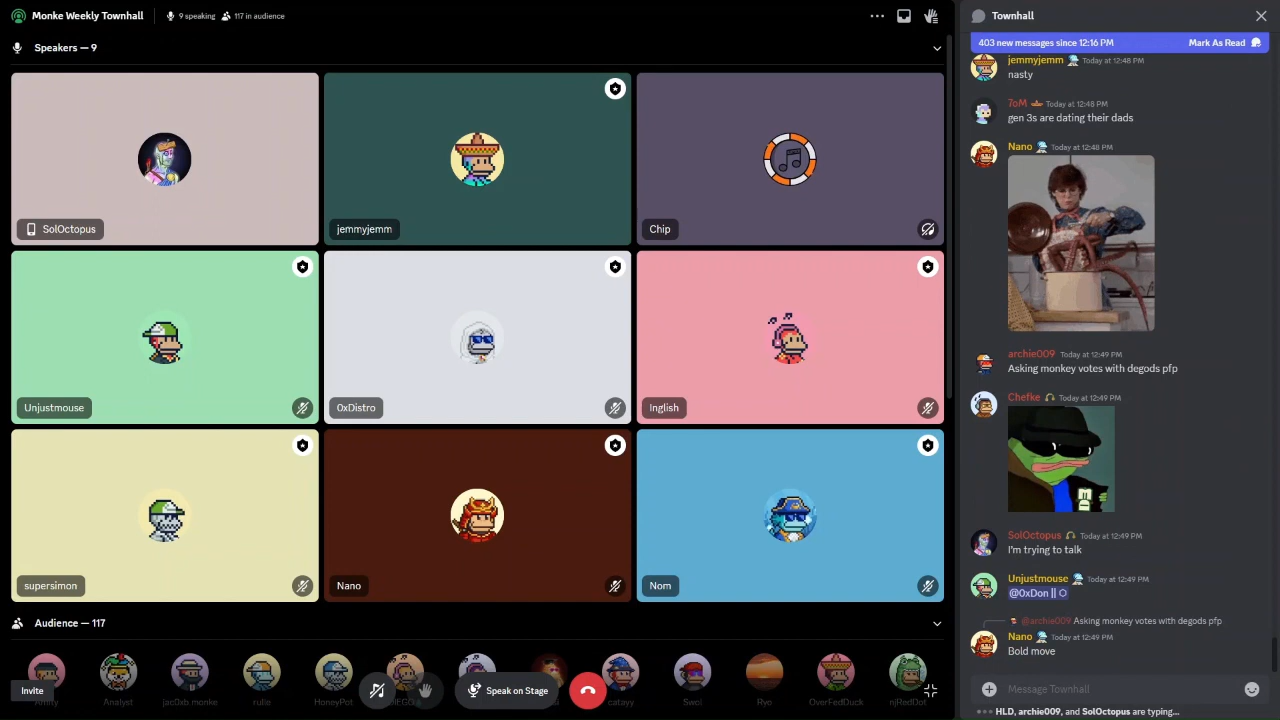 Monke Weekly Townhall
9 speaking
117 in audience
Speakers — 9
SolOctopus
jemmyjemm
Chip
Unjustmouse
0xDistro
Inglish
supersimon
Nano
Nom
Audience — 117
Analyst
jac0xb.monke
rulle
HoneyPot
catayy
Swoi
Ryo
OverFedDuck
njRedDot
Invite
Speak on Stage
Townhall
403 new messages since 12:16 PM Mark As Read
jemmyjemm Today at 12:48 PM
nasty
7oM Today at 12:48 PM
gen 3s are dating their dads
Nano Today at 12:48 PM
archie009 Today at 12:49 PM
Asking monkey votes with degods pfp
Chefke Today at 12:49 PM
SolOctopus Today at 12:49 PM
I'm trying to talk
Unjustmouse Today at 12:49 PM
@0xDon || O
@archie009 Asking monkey votes with degods pfp
Nano Today at 12:49 PM
Bold move
Message Townhall
HLD, archie009, and SolOctopus are typing...